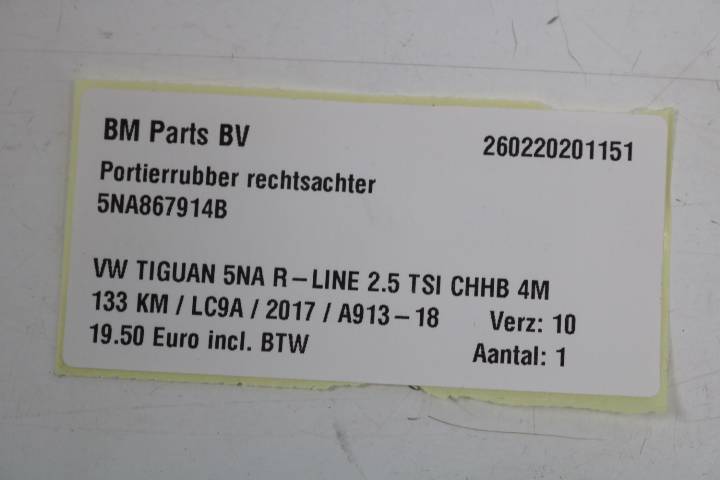 BM Parts BV 260220201151
Portierrubber rechtsachter
5NA867914B
VW TIGUAN 5NA R-LINE 2.5 TSI CHHB 4M
133 KM / LC9A / 2017 / A913-18 Verz: 10
19.50 Euro incl. BTW Aantal: 1